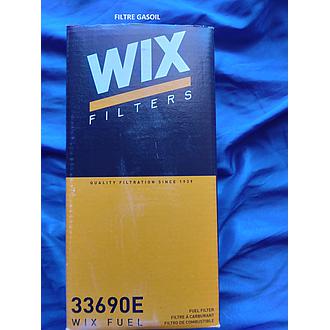 FILTRE GASOIL
WIX
FILTERS
QUALITY FILTRATION SINCE 1939
33690E
WIX FUEL
FUEL FILTER
FILTRE À CARBURANT
FILTRO DE COMBUSTIBLE